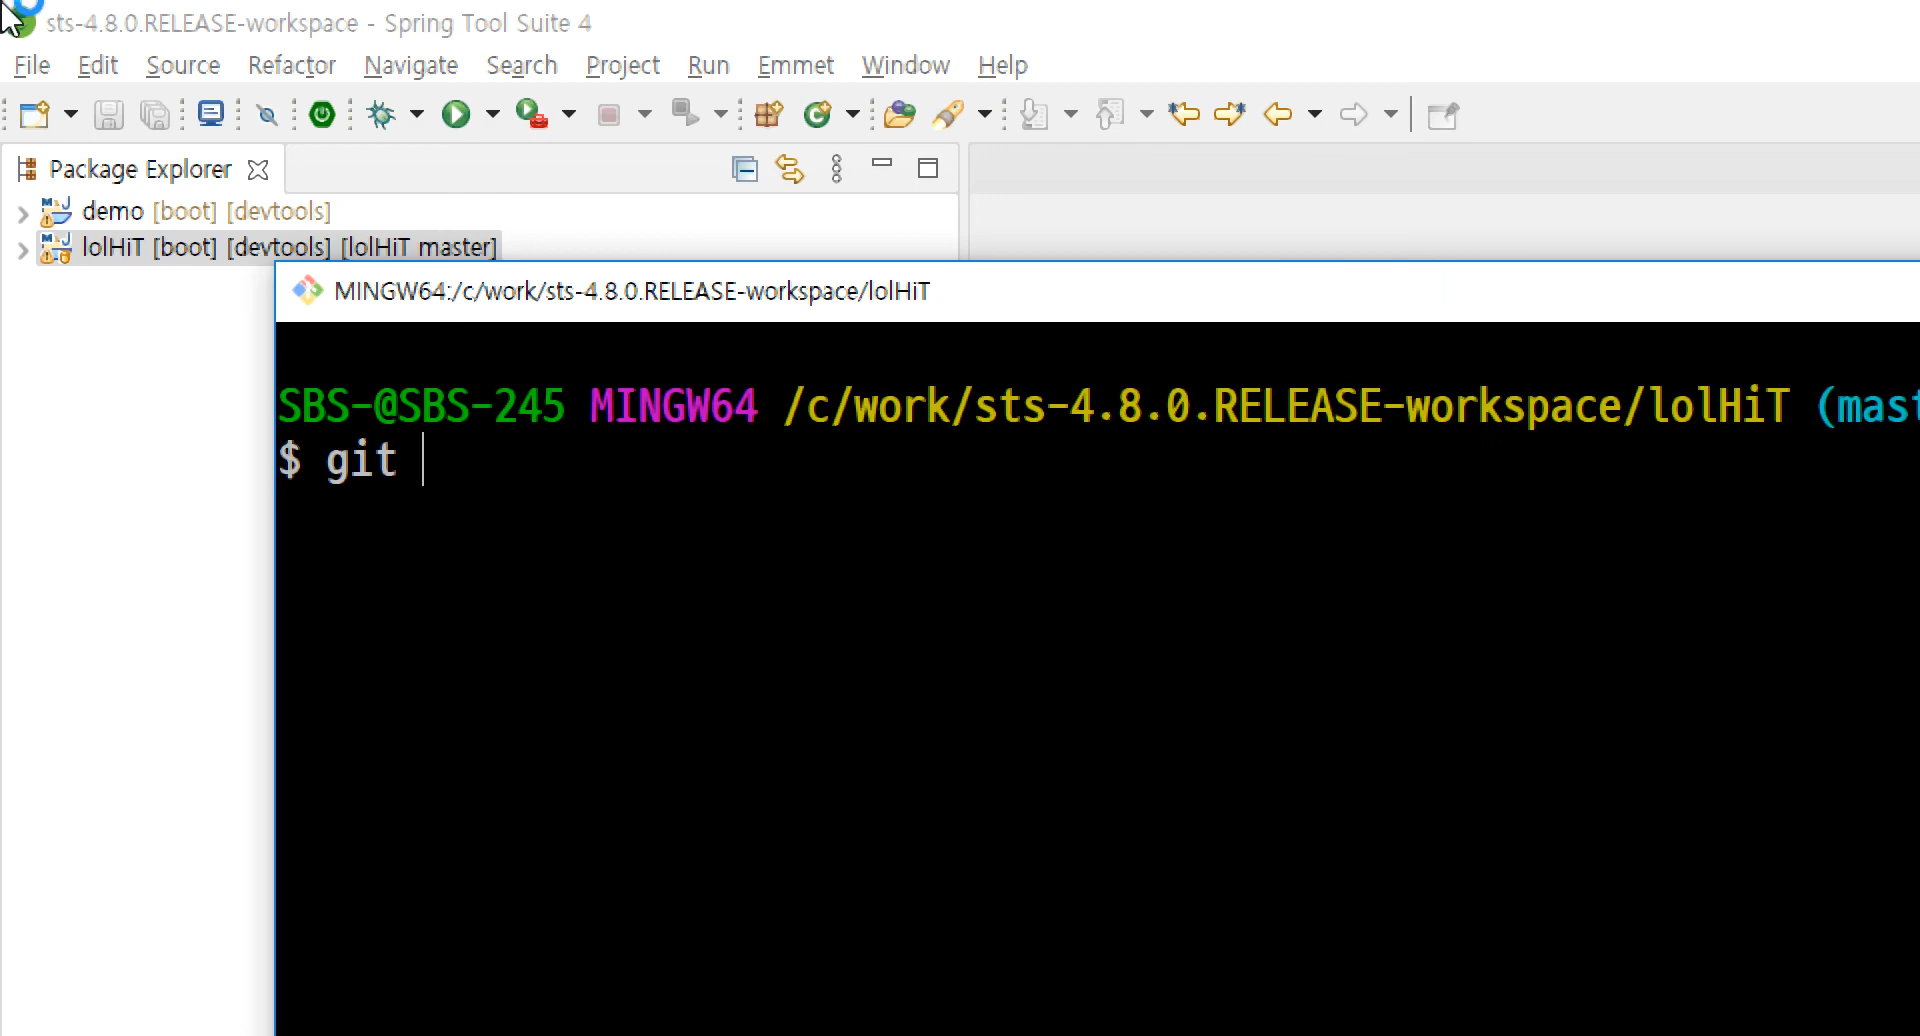 sts-4.8.0.RELEASE-workspace - Spring Tool Suite 4
File Edit Source Refactor Navigate Search Project Run Emmet Window Help
Package Explorer
demo [boot] [devtools]
lolHiT [boot] [devtools] [lolHiT master]
MINGW64:/c/work/sts-4.8.0.RELEASE-workspace/lolHiT
SBS-@SBS-245 MINGW64 /c/work/sts-4.8.0.RELEASE-workspace/lolHiT (mast
$ git